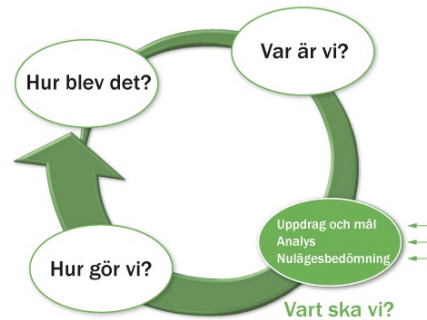 Var är vi?
Hur blev det?
Uppdrag och mål
Analys
Nulägesbedömning
Vart ska vi?
Hur gör vi?